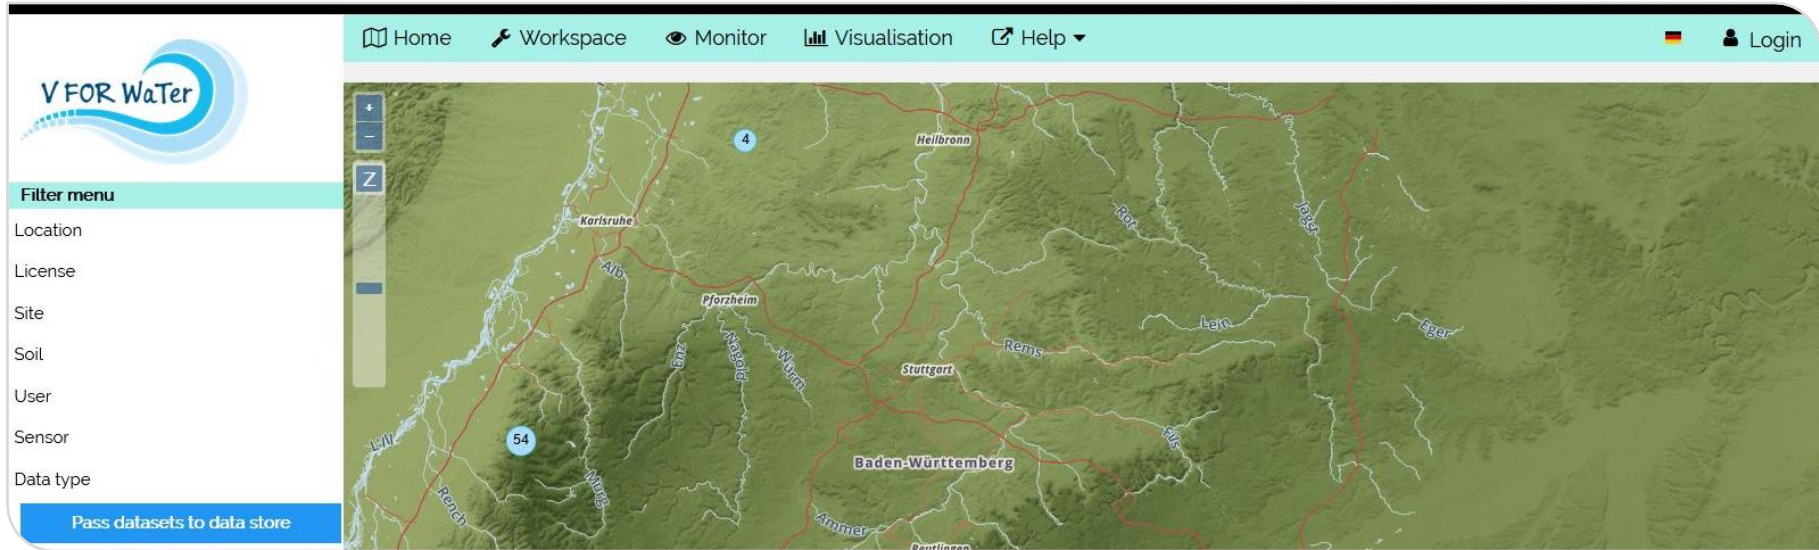 V FOR WaTer
Home
Workspace
Monitor
Visualisation
Help
Login
Filter menu
Location
License
Site
Soil
User
Sensor
Data type
Pass datasets to data store
+
−
Z
4
Heilbronn
Karlsruhe
Rot
Jagst
Alb
Pforzheim
Enz
Nagold
Würm
Lein
Eger
Rems
Stuttgart
54
L'Ill
Fils
Baden-Württemberg
Rench
Murg
Ammer
Reutlingen